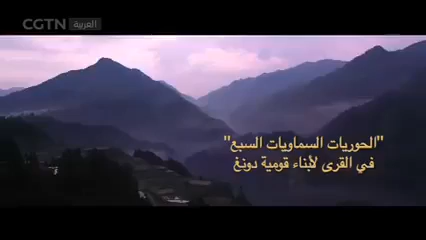 CGTN العربية
"الحوريات السماويات السبع"
في القرى لأبناء قومية دونغ